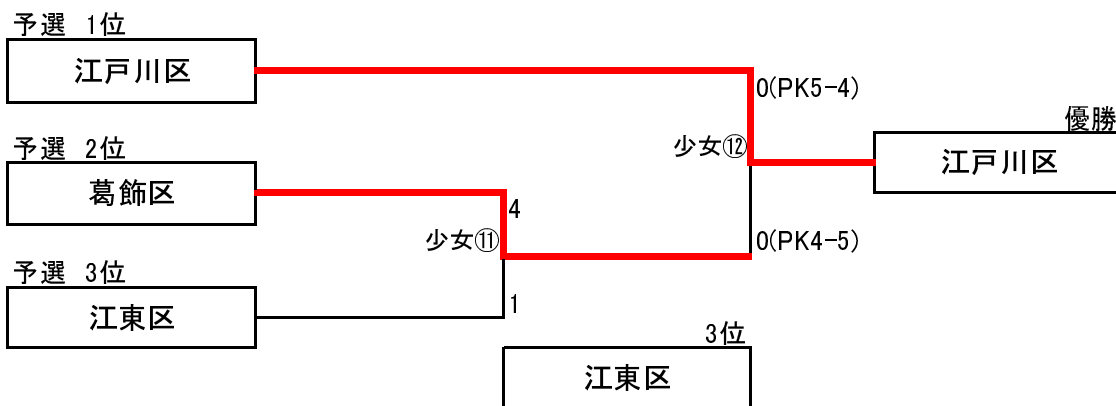 予選 1位
江戸川区
0(PK5-4)
優勝
少女⑫
江戸川区
予選 2位
葛飾区
4
少女⑪
0(PK4-5)
予選 3位
江東区
1
3位
江東区